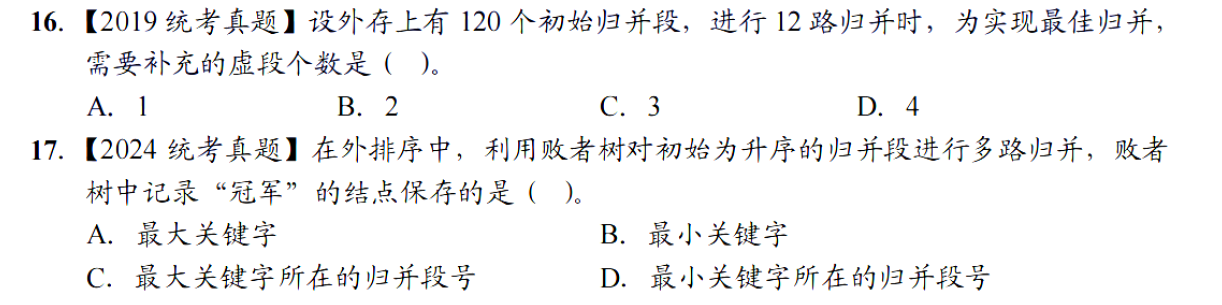 16. 【2019 统考真题】设外存上有 120 个初始归并段，进行 12 路归并时，为实现最佳归并，
需要补充的虚段个数是（ ）。
A. 1 B. 2 C. 3 D. 4
17. 【2024 统考真题】在外排序中，利用败者树对初始为升序的归并段进行多路归并，败者
树中记录“冠军”的结点保存的是（ ）。
A. 最大关键字 B. 最小关键字
C. 最大关键字所在的归并段号 D. 最小关键字所在的归并段号